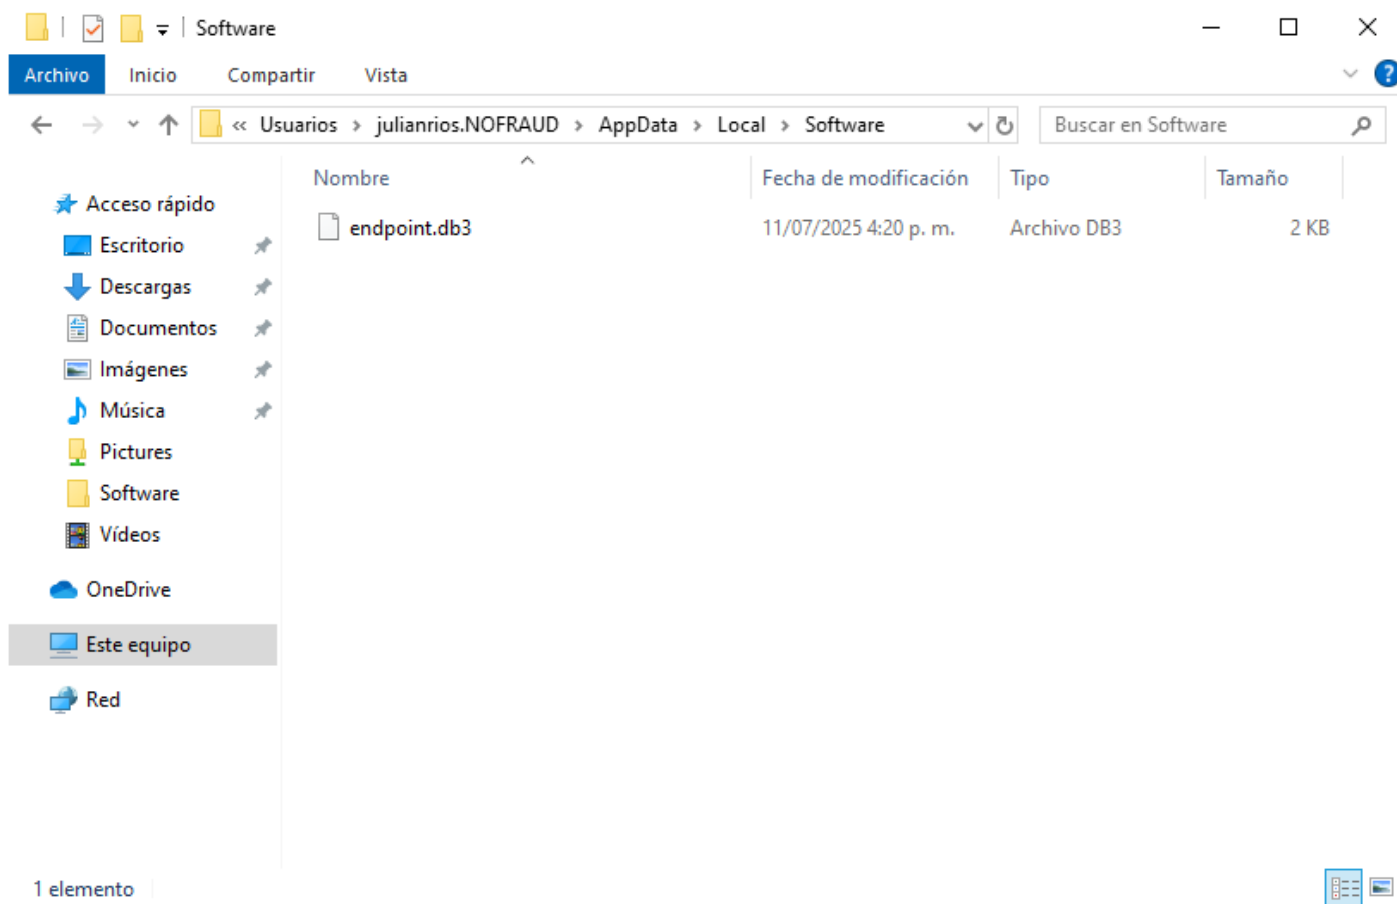 Software
Archivo Inicio Compartir Vista
« Usuarios > julianrios.NOFRAUD > AppData > Local > Software
Buscar en Software
Nombre Fecha de modificación Tipo Tamaño
endpoint.db3 11/07/2025 4:20 p. m. Archivo DB3 2 KB
Acceso rápido
Escritorio
Descargas
Documentos
Imágenes
Música
Pictures
Software
Vídeos
OneDrive
Este equipo
Red
1 elemento